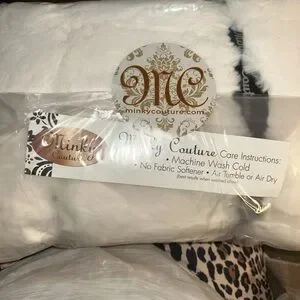 MC
minkycouture.com
Minky
Couture
Minky Couture Care Instructions:
• Machine Wash Cold
• No Fabric Softener • Air Tumble or Air Dry